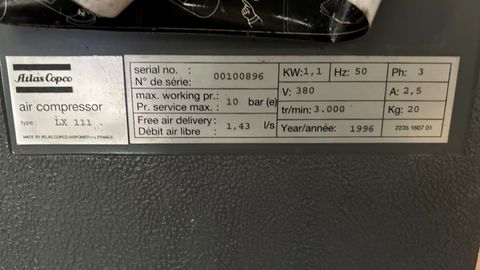 Atlas Copco
air compressor
type: iX 111 .
MADE BY ATLAS COPCO AIRPOWER n.v. FRANCE
serial no. :
N° de série: 00100896
max. working pr.:
Pr. service max.: 10 bar (e)
Free air delivery:
Débit air libre : 1,43 l/s
KW: 1,1 Hz: 50 Ph: 3
V: 380 A: 2,5
tr/min: 3.000 Kg: 20
Year/année: 1996 2235 1607 01